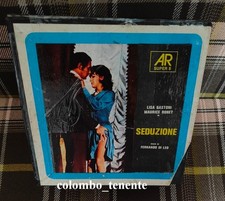 AR
SUPER 8
LISA GASTONI
MAURICE RONET
SEDUZIONE
FERNANDO DI LEO
colombo_tenente